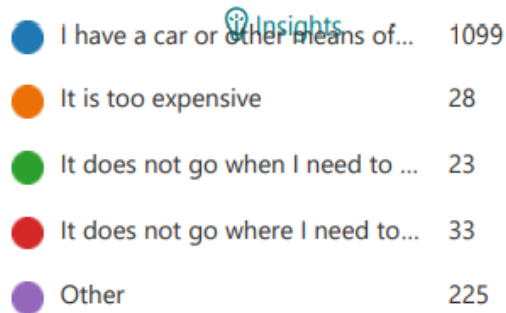 Insights
I have a car or other means of... 1099
It is too expensive 28
It does not go when I need to ... 23
It does not go where I need to... 33
Other 225